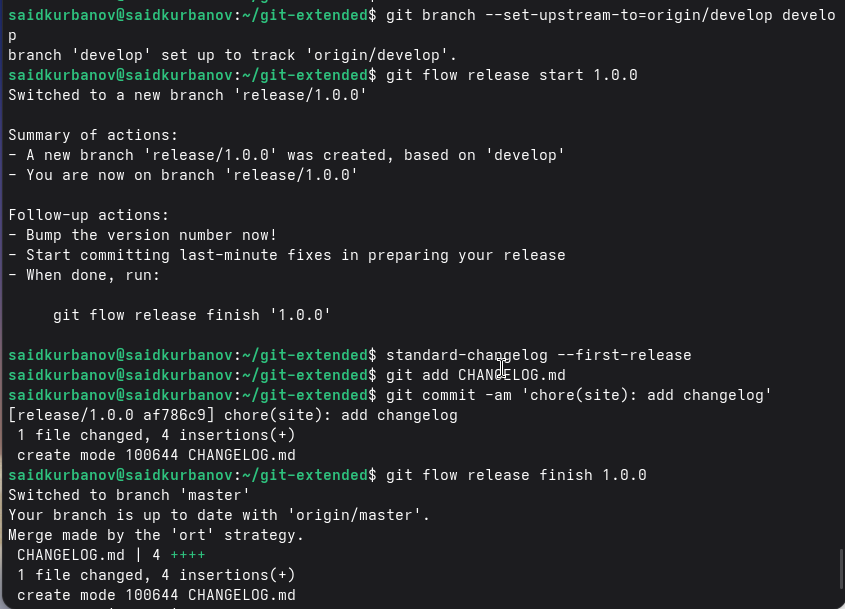 saidkurbanov@saidkurbanov:~/git-extended$ git branch --set-upstream-to=origin/develop develo
p
branch 'develop' set up to track 'origin/develop'.
saidkurbanov@saidkurbanov:~/git-extended$ git flow release start 1.0.0
Switched to a new branch 'release/1.0.0'
Summary of actions:
- A new branch 'release/1.0.0' was created, based on 'develop'
- You are now on branch 'release/1.0.0'
Follow-up actions:
- Bump the version number now!
- Start committing last-minute fixes in preparing your release
- When done, run:
git flow release finish '1.0.0'
saidkurbanov@saidkurbanov:~/git-extended$ standard-changelog --first-release
saidkurbanov@saidkurbanov:~/git-extended$ git add CHANGELOG.md
saidkurbanov@saidkurbanov:~/git-extended$ git commit -am 'chore(site): add changelog'
[release/1.0.0 af786c9] chore(site): add changelog
1 file changed, 4 insertions(+)
create mode 100644 CHANGELOG.md
saidkurbanov@saidkurbanov:~/git-extended$ git flow release finish 1.0.0
Switched to branch 'master'
Your branch is up to date with 'origin/master'.
Merge made by the 'ort' strategy.
CHANGELOG.md | 4 ++++
1 file changed, 4 insertions(+)
create mode 100644 CHANGELOG.md